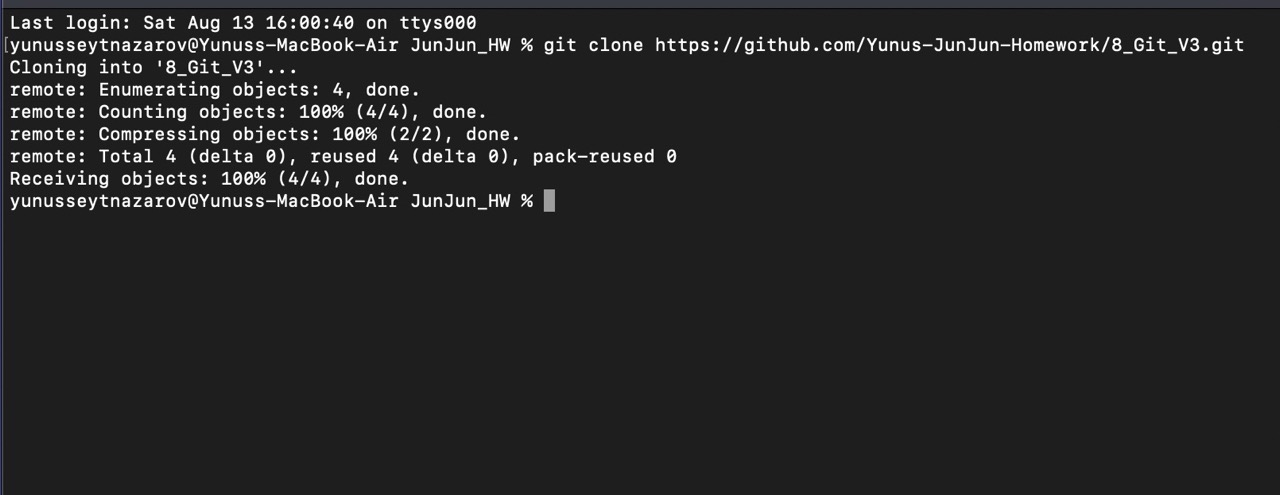 Last login: Sat Aug 13 16:00:40 on ttys000
[yunusseytnazarov@Yunuss-MacBook-Air JunJun_HW % git clone https://github.com/Yunus-JunJun-Homework/8_Git_V3.git
Cloning into '8_Git_V3'...
remote: Enumerating objects: 4, done.
remote: Counting objects: 100% (4/4), done.
remote: Compressing objects: 100% (2/2), done.
remote: Total 4 (delta 0), reused 4 (delta 0), pack-reused 0
Receiving objects: 100% (4/4), done.
yunusseytnazarov@Yunuss-MacBook-Air JunJun_HW %